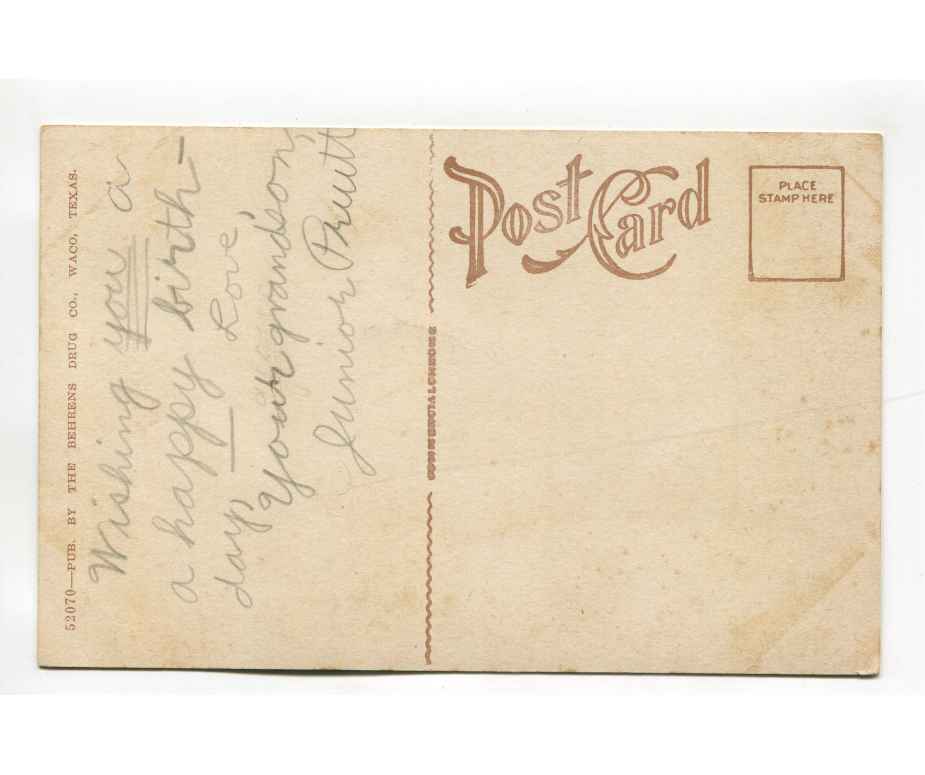 52070—PUB. BY THE BEHRENS DRUG CO., WACO, TEXAS.
Wishing you a
a happy birth-
day, — Love
Your grandson,
Junior Pruitt
COMMERCIALCHROME
Post Card
PLACE
STAMP HERE